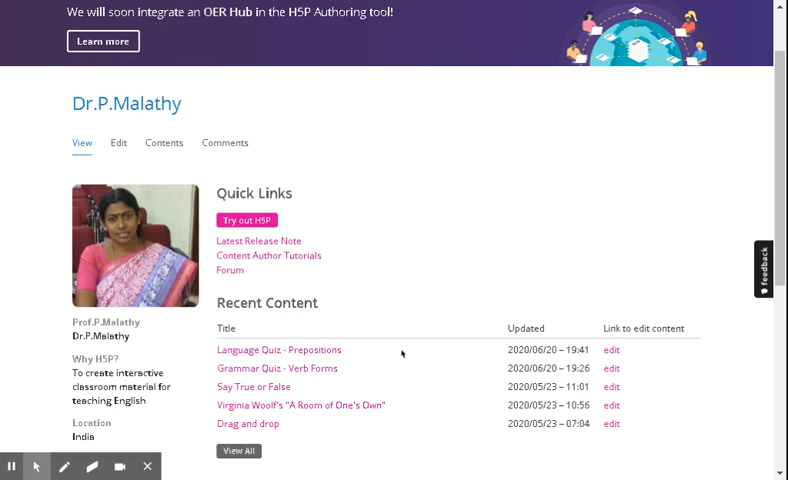 We will soon integrate an OER Hub in the H5P Authoring tool!
Learn more
Dr.P.Malathy
View Edit Contents Comments
Quick Links
Try out H5P
Latest Release Note
Content Author Tutorials
Forum
Recent Content
Title Updated Link to edit content
Language Quiz - Prepositions 2020/06/20 – 19:41 edit
Grammar Quiz - Verb Forms 2020/06/20 – 19:26 edit
Say True or False 2020/05/23 – 11:01 edit
Virginia Woolf's "A Room of One's Own" 2020/05/23 – 10:56 edit
Drag and drop 2020/05/23 – 07:04 edit
View All
Prof.P.Malathy
Dr.P.Malathy
Why H5P?
To create interactive
classroom material for
teaching English
Location
India
feedback